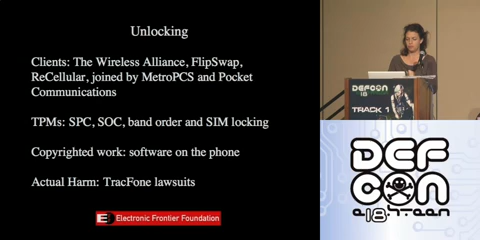 Unlocking
Clients: The Wireless Alliance, FlipSwap,
ReCellular, joined by MetroPCS and Pocket
Communications
TPMs: SPC, SOC, band order and SIM locking
Copyrighted work: software on the phone
Actual Harm: TracFone lawsuits
Electronic Frontier Foundation
DEFCON
18
TRACK 1
DEF
CON
e18hteen